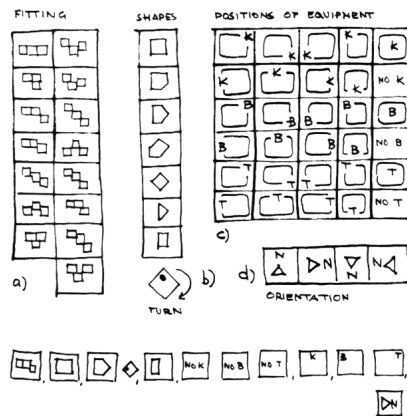 FITTING
SHAPES
POSITIONS OF EQUIPMENT
K K K K K
K K K K NO K
B B B B B
B B B B NO B
T T T T T
T T T T NO T
a)
b)
c)
d)
N N N N
TURN
ORIENTATION
NO K, NO B, NO T, K, B, T,
N